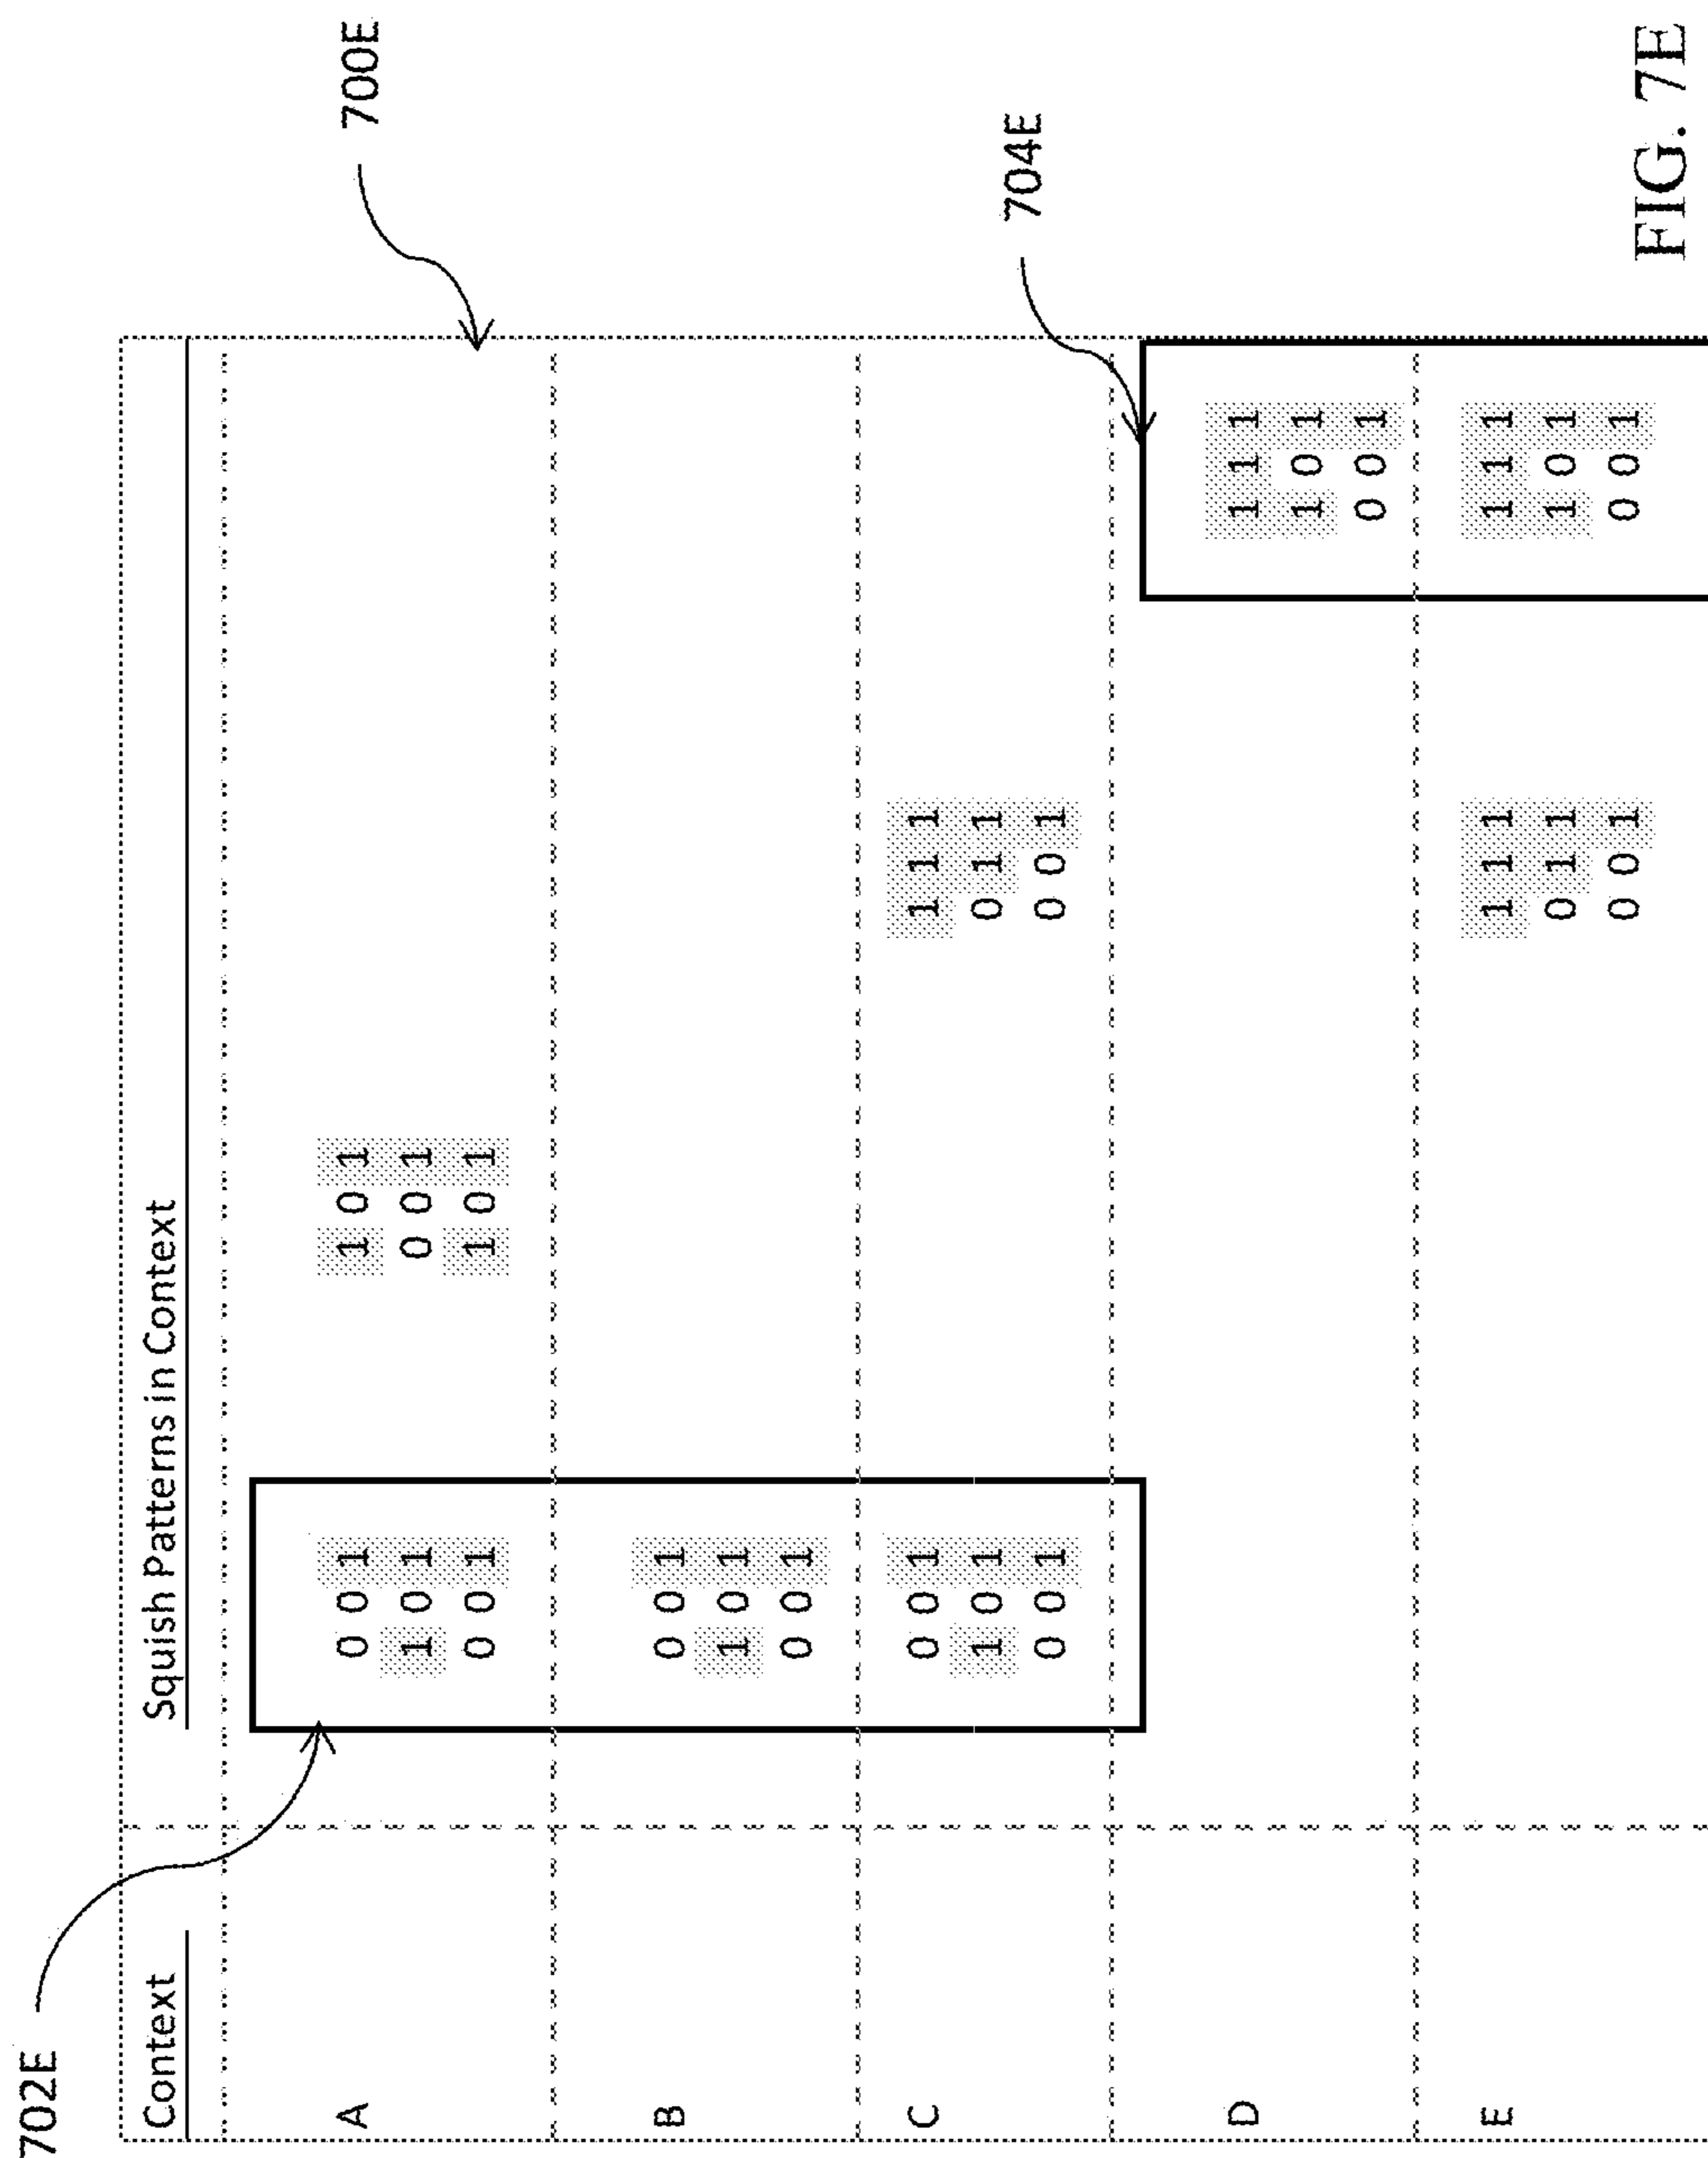 702E
Context Squish Patterns in Context
A 0 0 1 1 0 1 700E
1 0 1 0 0 1
0 0 1 1 0 1
B 0 0 1
1 0 1
0 0 1
C 0 0 1 1 1 1
1 0 1 0 1 1
704E
0 0 1 0 0 1
D 1 1 1
1 0 1
0 0 1
E 1 1 1 1 1 1
0 1 1 1 0 1
0 0 1 0 0 1
FIG. 7E